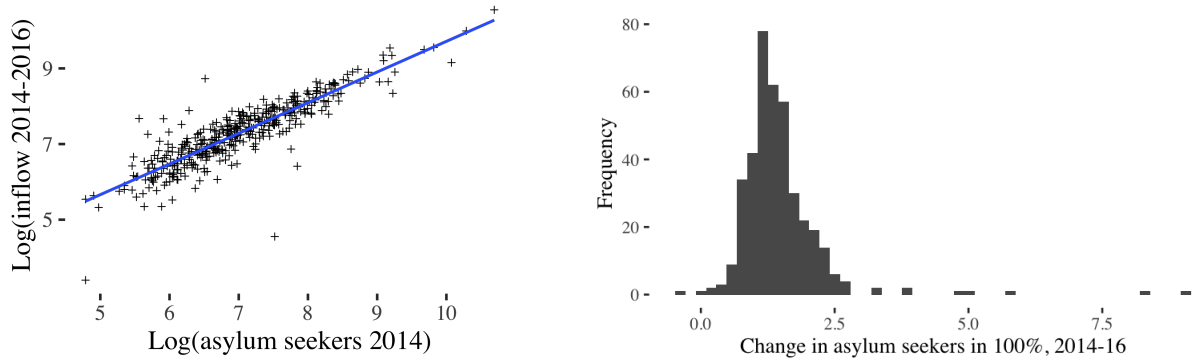 Log(inflow 2014-2016)
9
7
5
5 6 7 8 9 10
Log(asylum seekers 2014)
Frequency
80
60
40
20
0
0.0 2.5 5.0 7.5
Change in asylum seekers in 100%, 2014-16